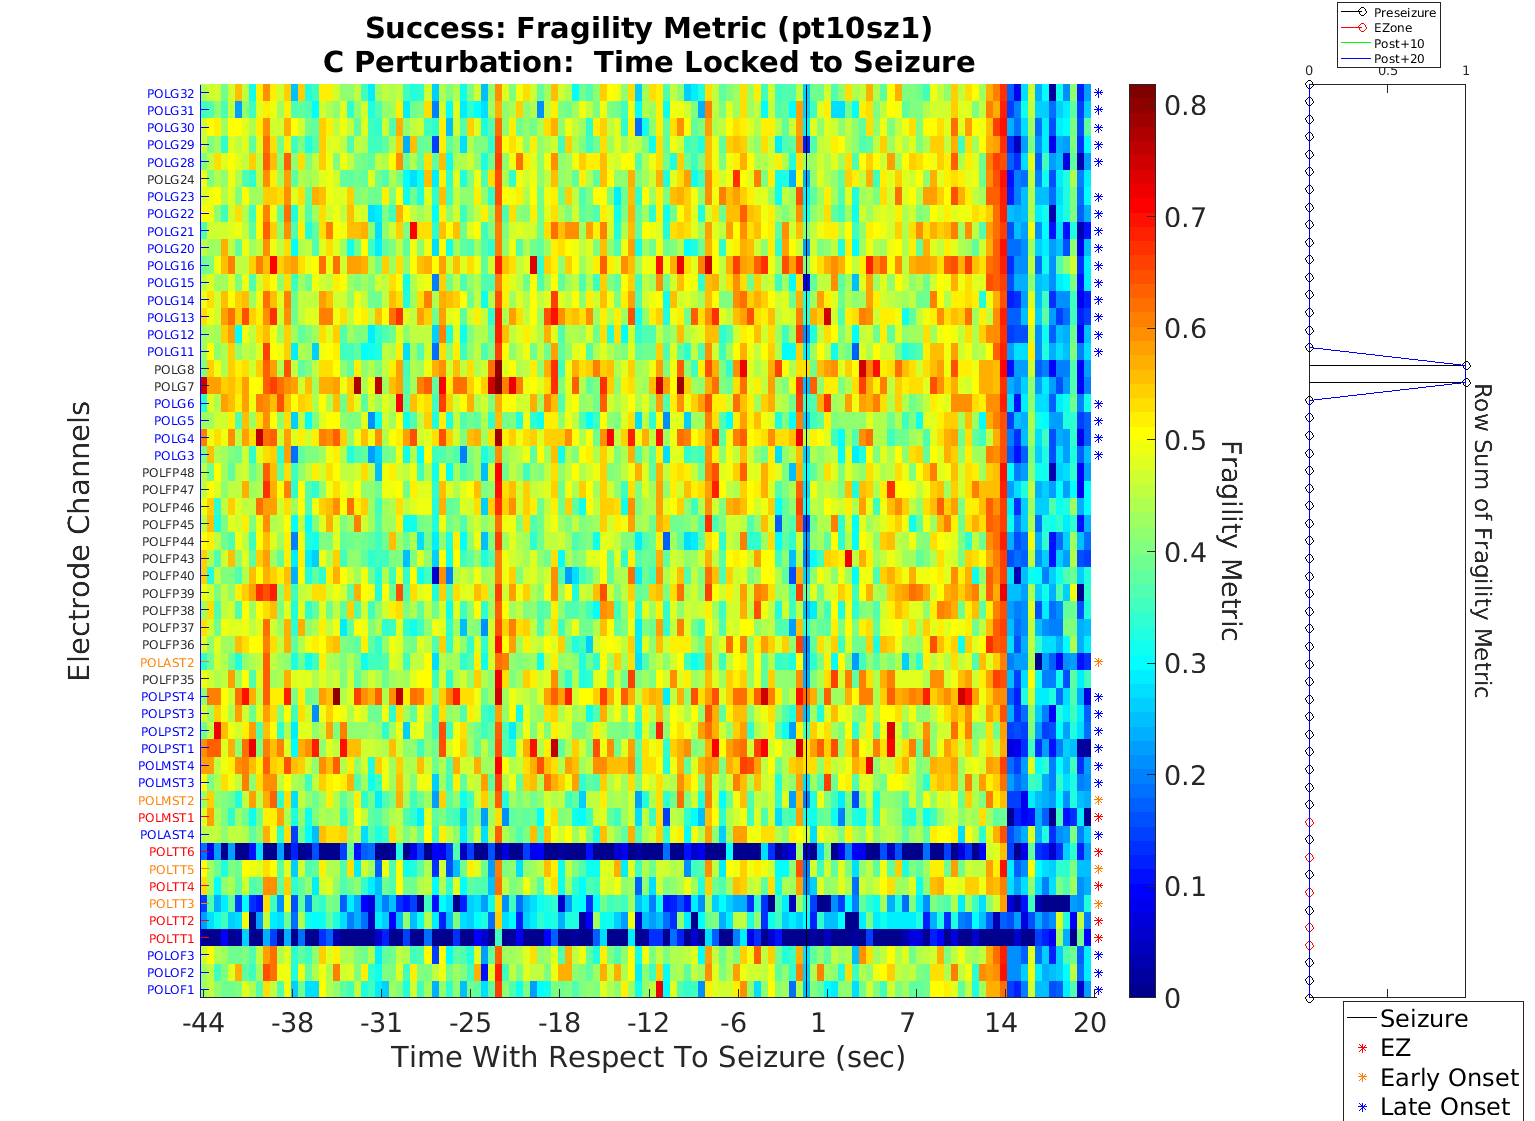 Success: Fragility Metric (pt10sz1)
C Perturbation:  Time Locked to Seizure
Preseizure
EZone
Post+10
Post+20
0 0.5 1
POLG32
POLG31
POLG30
POLG29
POLG28
POLG24
POLG23
POLG22
POLG21
POLG20
POLG16
POLG15
POLG14
POLG13
POLG12
POLG11
POLG8
POLG7
POLG6
POLG5
POLG4
POLG3
POLFP48
POLFP47
POLFP46
POLFP45
POLFP44
POLFP43
POLFP40
POLFP39
POLFP38
POLFP37
POLFP36
POLAST2
POLFP35
POLPST4
POLPST3
POLPST2
POLPST1
POLMST4
POLMST3
POLMST2
POLMST1
POLAST4
POLTT6
POLTT5
POLTT4
POLTT3
POLTT2
POLTT1
POLOF3
POLOF2
POLOF1
Electrode Channels
-44 -38 -31 -25 -18 -12 -6 1 7 14 20
Time With Respect To Seizure (sec)
0.8
0.7
0.6
0.5
0.4
0.3
0.2
0.1
0
Fragility Metric
Row Sum of Fragility Metric
Seizure
EZ
Early Onset
Late Onset